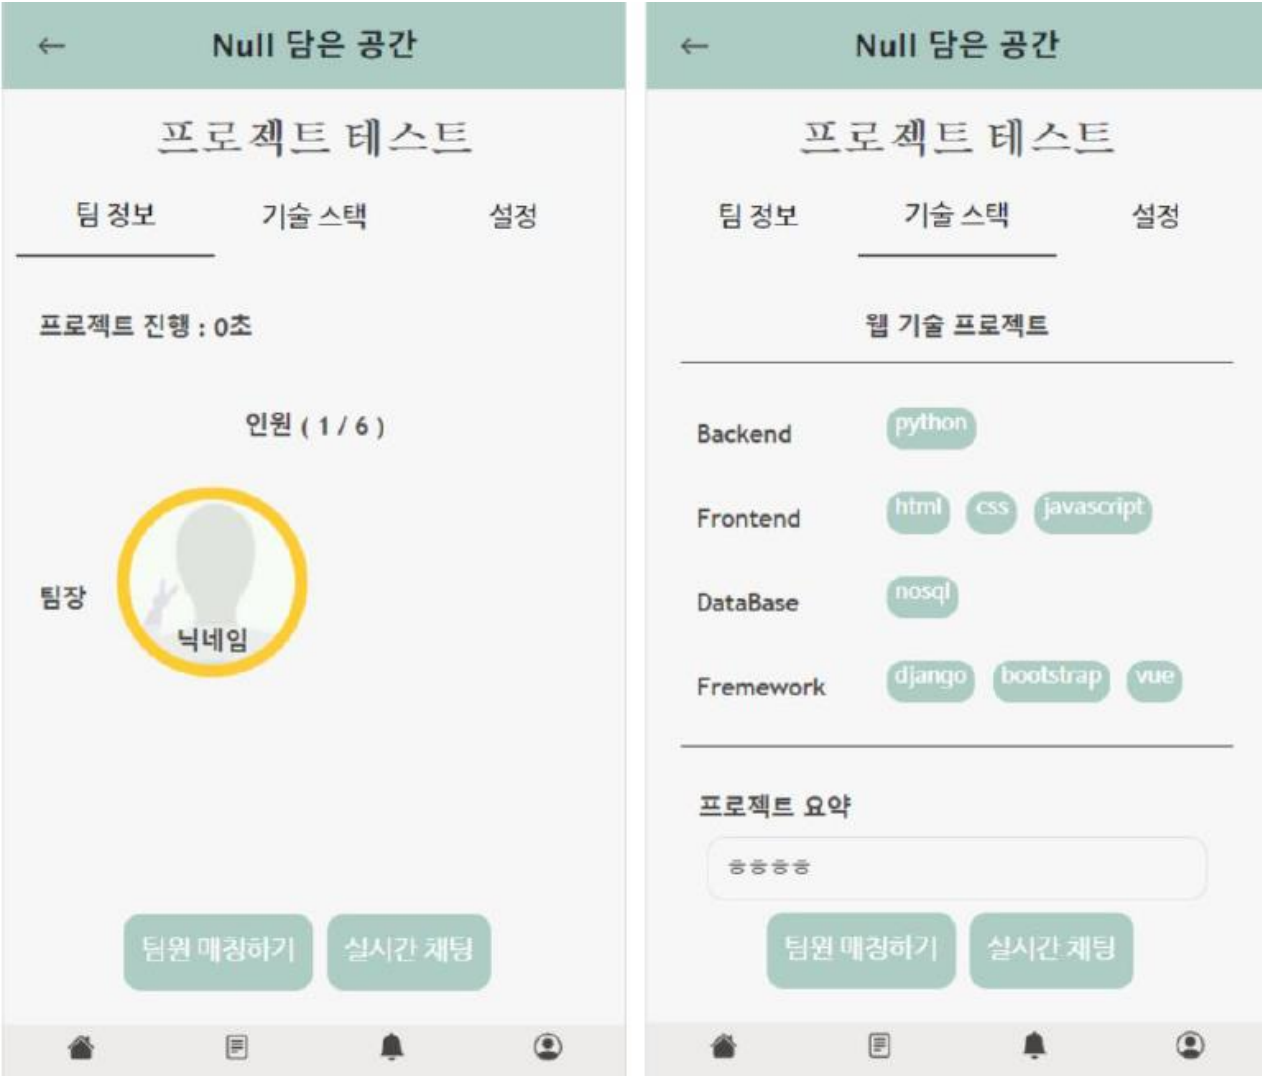 ← Null 담은 공간
프로젝트 테스트
팀 정보 기술 스택 설정
프로젝트 진행 : 0초
인원 ( 1 / 6 )
팀장
닉네임
팀원 매칭하기 실시간 채팅
← Null 담은 공간
프로젝트 테스트
팀 정보 기술 스택 설정
웹 기술 프로젝트
Backend python
Frontend html css javascript
DataBase nosql
Fremework django bootstrap vue
프로젝트 요약
ㅎㅎㅎㅎ
팀원 매칭하기 실시간 채팅